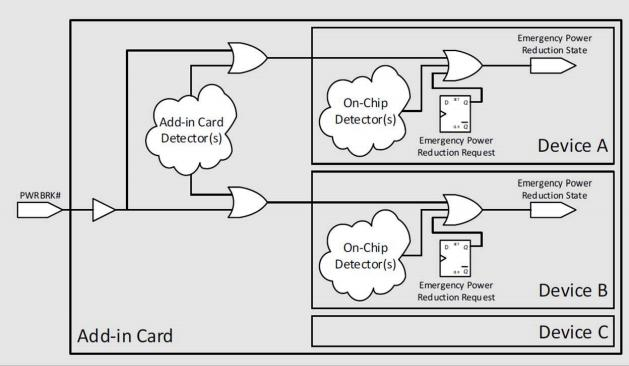 Emergency Power
Reduction State
On-Chip
Detector(s)
D
Q
Q
Emergency Power
Reduction Request
Device A
Add-in Card
Detector(s)
PWRBRK#
Emergency Power
Reduction State
On-Chip
Detector(s)
D
Q
Q
Emergency Power
Reduction Request
Device B
Device C
Add-in Card